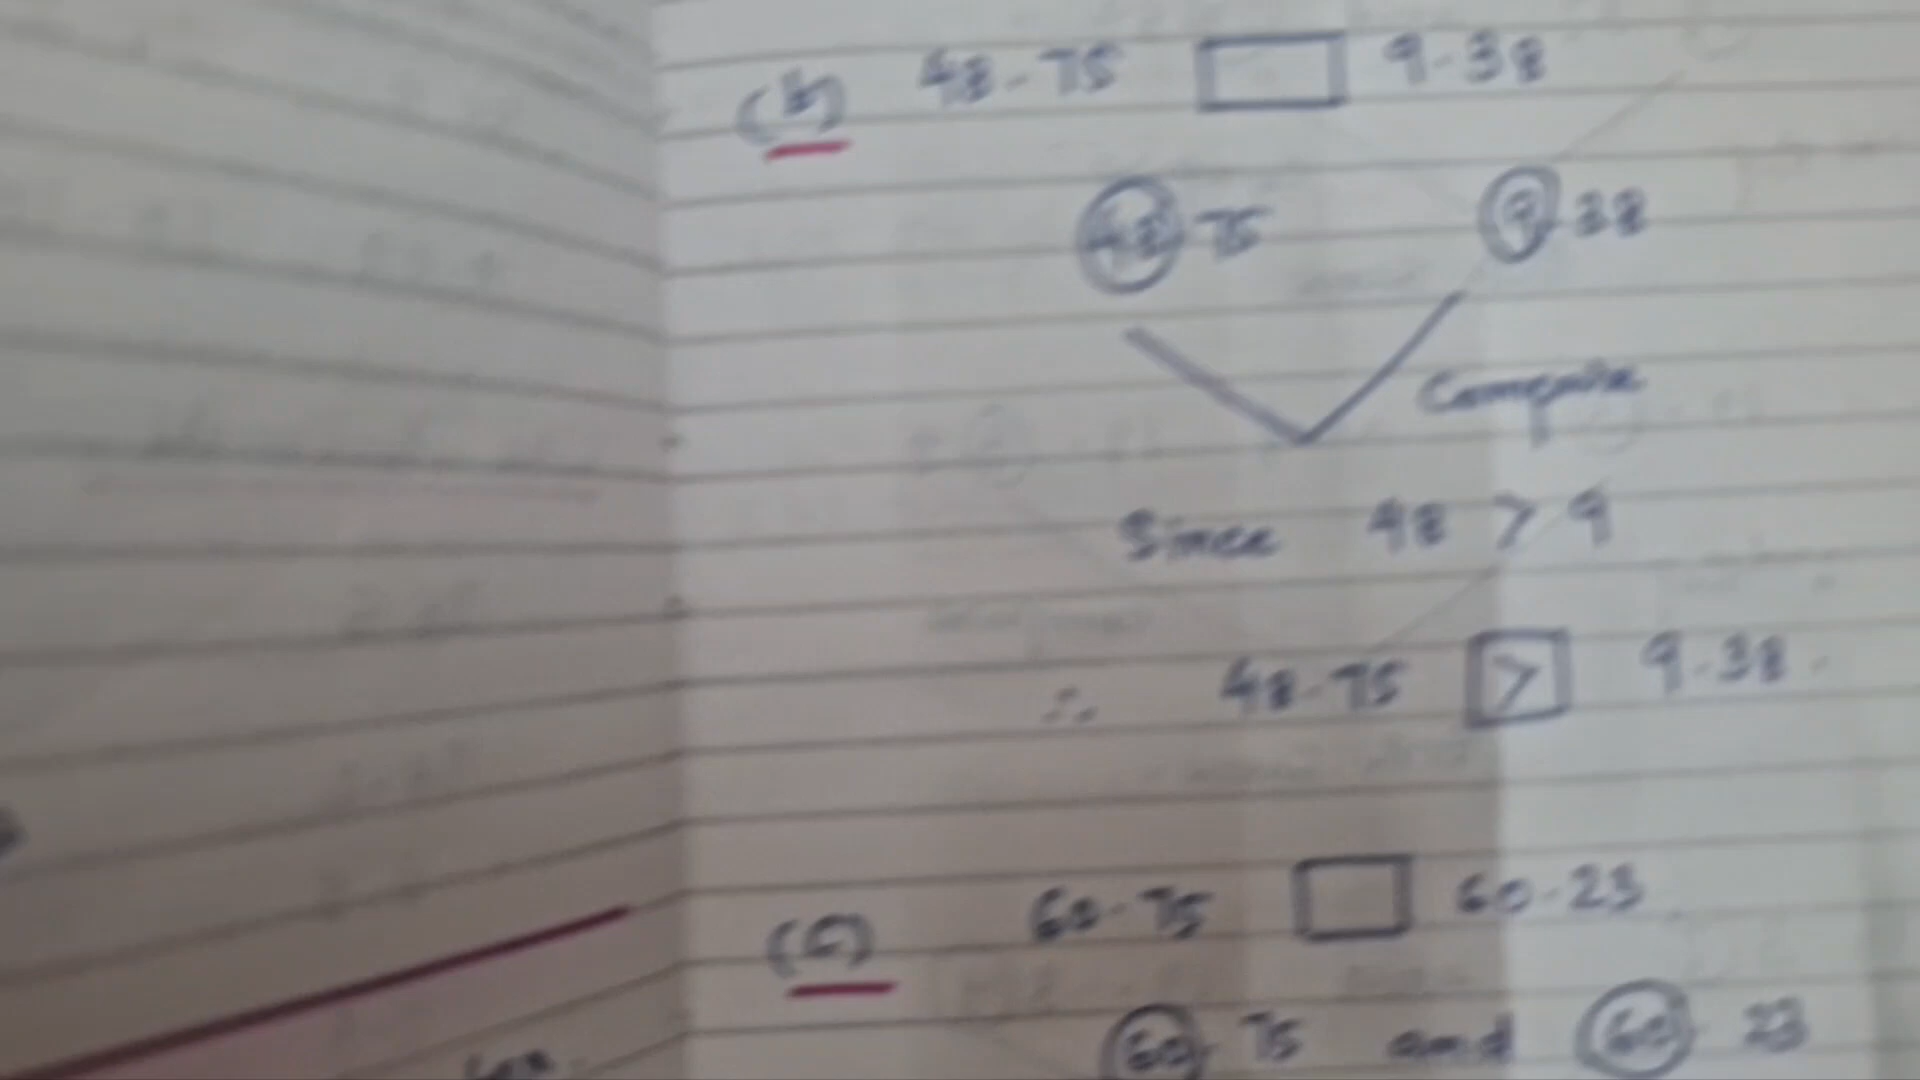 (b) 48.75 9.38
48.75 9.38
Compare
Since 48 > 9
∴ 48.75 > 9.38.
(c) 60.75 60.23
60.75 and 60.23